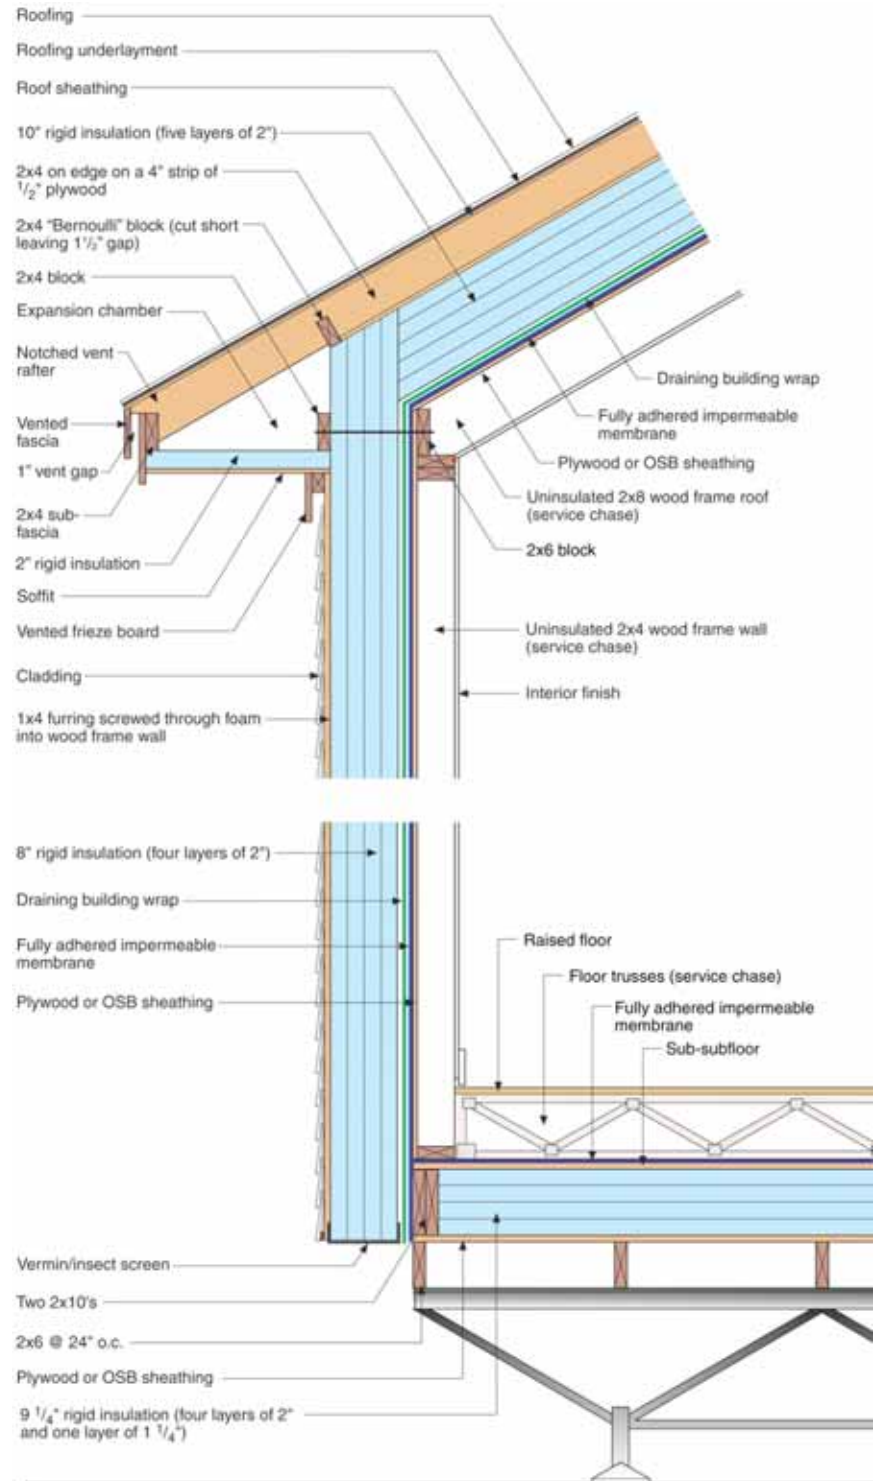 Roofing
Roofing underlayment
Roof sheathing
10" rigid insulation (five layers of 2")
2x4 on edge on a 4" strip of
1/2" plywood
2x4 "Bernoulli" block (cut short
leaving 1 1/2" gap)
2x4 block
Expansion chamber
Notched vent
rafter
Vented
fascia
1" vent gap
2x4 sub-
fascia
2" rigid insulation
Soffit
Vented frieze board
Cladding
1x4 furring screwed through foam
into wood frame wall
Draining building wrap
Fully adhered impermeable
membrane
Plywood or OSB sheathing
Uninsulated 2x8 wood frame roof
(service chase)
2x6 block
Uninsulated 2x4 wood frame wall
(service chase)
Interior finish
8" rigid insulation (four layers of 2")
Draining building wrap
Fully adhered impermeable
membrane
Plywood or OSB sheathing
Raised floor
Floor trusses (service chase)
Fully adhered impermeable
membrane
Sub-subfloor
Vermin/insect screen
Two 2x10's
2x6 @ 24" o.c.
Plywood or OSB sheathing
9 1/4" rigid insulation (four layers of 2"
and one layer of 1 1/4")